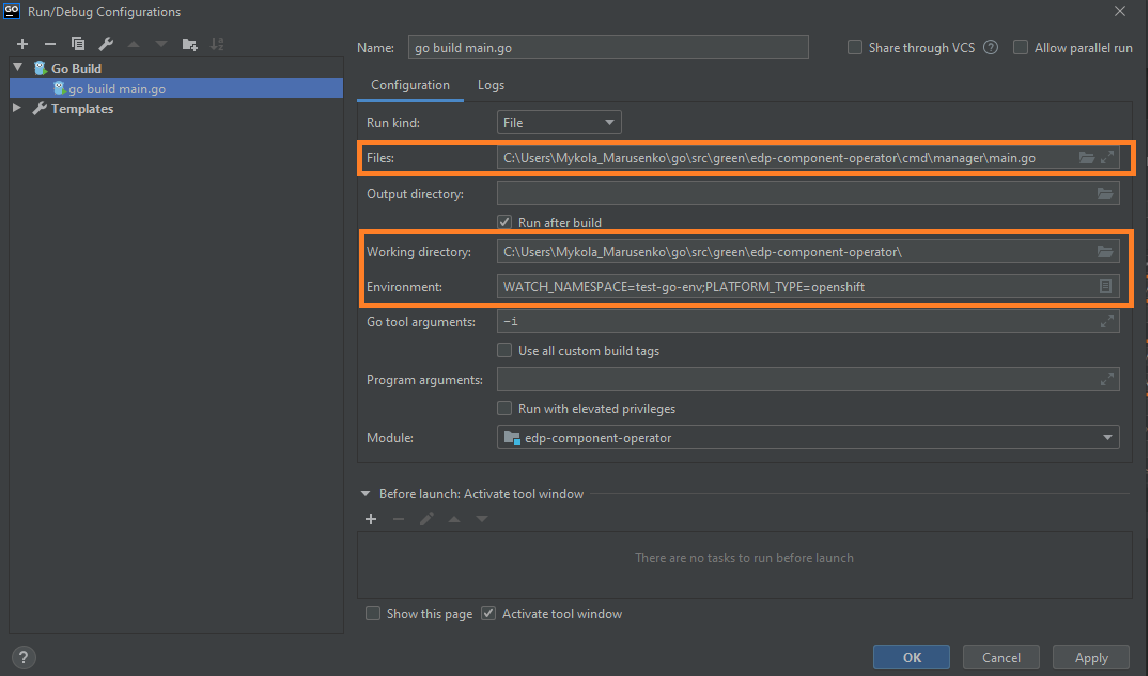 GO Run/Debug Configurations
Go Build
go build main.go
Templates
Name: go build main.go Share through VCS ? Allow parallel run
Configuration Logs
Run kind: File
Files: C:\Users\Mykola_Marusenko\go\src\green\edp-component-operator\cmd\manager\main.go
Output directory:
Run after build
Working directory: C:\Users\Mykola_Marusenko\go\src\green\edp-component-operator\
Environment: WATCH_NAMESPACE=test-go-env;PLATFORM_TYPE=openshift
Go tool arguments: -i
Use all custom build tags
Program arguments:
Run with elevated privileges
Module: edp-component-operator
Before launch: Activate tool window
There are no tasks to run before launch
Show this page Activate tool window
? OK Cancel Apply